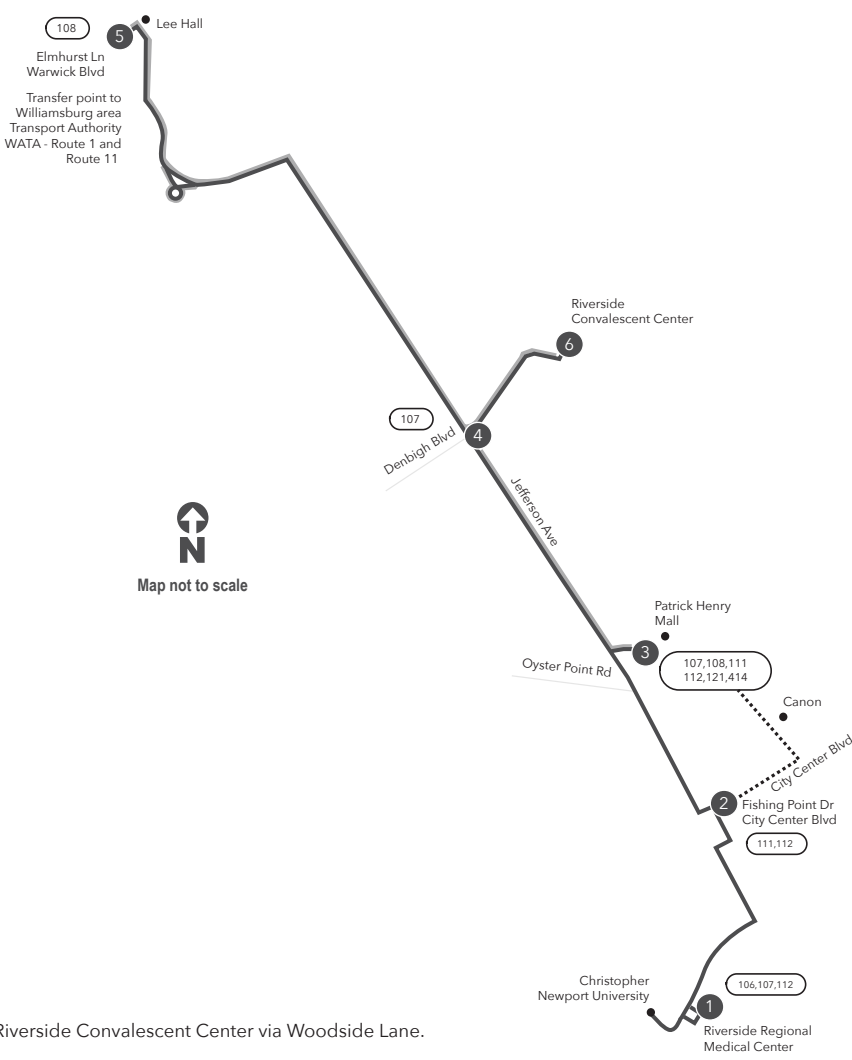 108
5
Lee Hall
Elmhurst Ln
Warwick Blvd
Transfer point to
Williamsburg area
Transport Authority
WATA - Route 1 and
Route 11
Riverside
Convalescent Center
6
107
4
Denbigh Blvd
Jefferson Ave
N
Map not to scale
Patrick Henry
Mall
3
107,108,111
112,121,414
Oyster Point Rd
Canon
City Center Blvd
2
Fishing Point Dr
City Center Blvd
111,112
Christopher
Newport University
106,107,112
1
Riverside Regional
Medical Center
Riverside Convalescent Center via Woodside Lane.